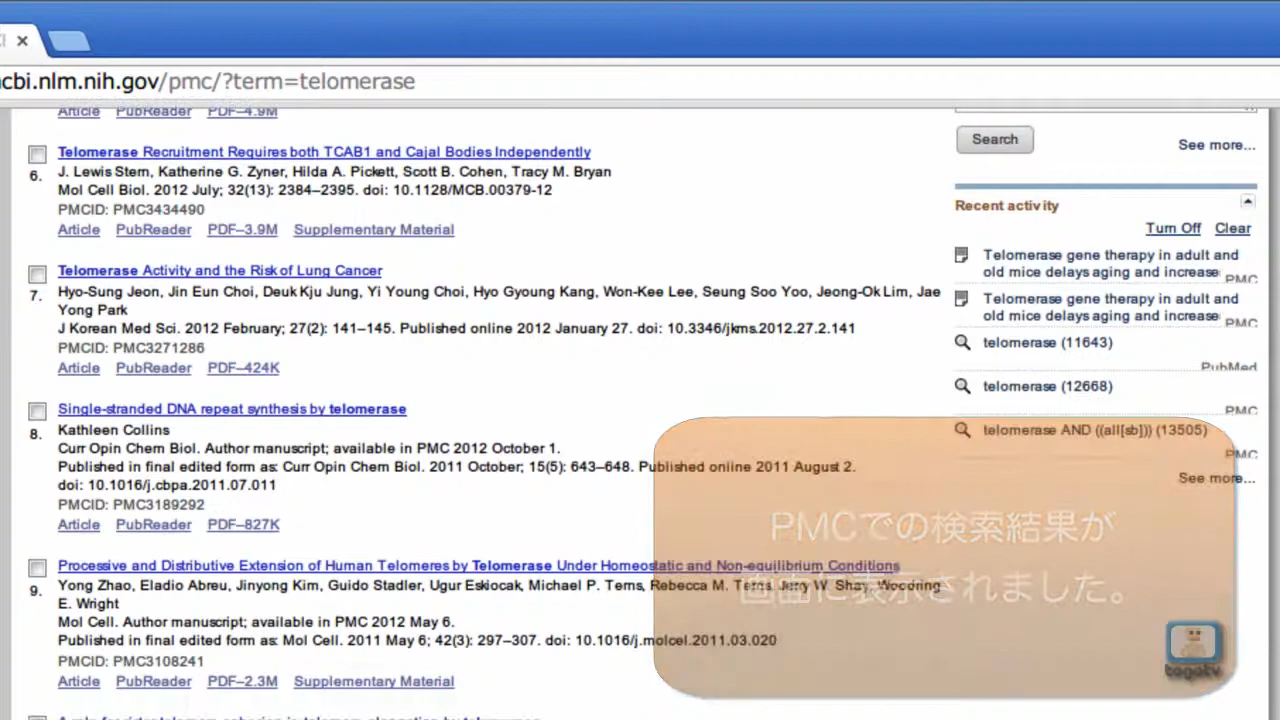 cbi.nlm.nih.gov/pmc/?term=telomerase
Article PubReader PDF–4.9M
Telomerase Recruitment Requires both TCAB1 and Cajal Bodies Independently
6.
J. Lewis Stern, Katherine G. Zyner, Hilda A. Pickett, Scott B. Cohen, Tracy M. Bryan
Mol Cell Biol. 2012 July; 32(13): 2384–2395. doi: 10.1128/MCB.00379-12
PMCID: PMC3434490
Article PubReader PDF–3.9M Supplementary Material
Telomerase Activity and the Risk of Lung Cancer
7.
Hyo-Sung Jeon, Jin Eun Choi, Deuk Kju Jung, Yi Young Choi, Hyo Gyoung Kang, Won-Kee Lee, Seung Soo Yoo, Jeong-Ok Lim, Jae
Yong Park
J Korean Med Sci. 2012 February; 27(2): 141–145. Published online 2012 January 27. doi: 10.3346/jkms.2012.27.2.141
PMCID: PMC3271286
Article PubReader PDF–424K
Single-stranded DNA repeat synthesis by telomerase
8.
Kathleen Collins
Curr Opin Chem Biol. Author manuscript; available in PMC 2012 October 1.
Published in final edited form as: Curr Opin Chem Biol. 2011 October; 15(5): 643–648. Published online 2011 August 2.
doi: 10.1016/j.cbpa.2011.07.011
PMCID: PMC3189292
Article PubReader PDF–827K
Processive and Distributive Extension of Human Telomeres by Telomerase Under Homeostatic and Non-equilibrium Conditions
9.
Yong Zhao, Eladio Abreu, Jinyong Kim, Guido Stadler, Ugur Eskiocak, Michael P. Terns, Rebecca M. Terns, Jerry W. Shay, Woodring
E. Wright
Mol Cell. Author manuscript; available in PMC 2012 May 6.
Published in final edited form as: Mol Cell. 2011 May 6; 42(3): 297–307. doi: 10.1016/j.molcel.2011.03.020
PMCID: PMC3108241
Article PubReader PDF–2.3M Supplementary Material
Search
See more...
Recent activity
Turn Off Clear
Telomerase gene therapy in adult and
old mice delays aging and increase
PMC
Telomerase gene therapy in adult and
old mice delays aging and increase
PMC
telomerase (11643)
PubMed
telomerase (12668)
PMC
telomerase AND ((all[sb])) (13505)
PMC
See more...
PMCでの検索結果が
画面に表示されました。
togotv